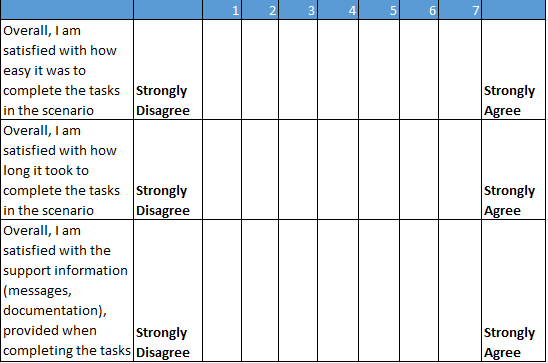 1 2 3 4 5 6 7
Overall, I am
satisfied with how
easy it was to
complete the tasks Strongly Strongly
in the scenario Disagree Agree
Overall, I am
satisfied with how
long it took to
complete the tasks Strongly Strongly
in the scenario Disagree Agree
Overall, I am
satisfied with the
support information
(messages,
documentation),
provided when Strongly Strongly
completing the tasks Disagree Agree